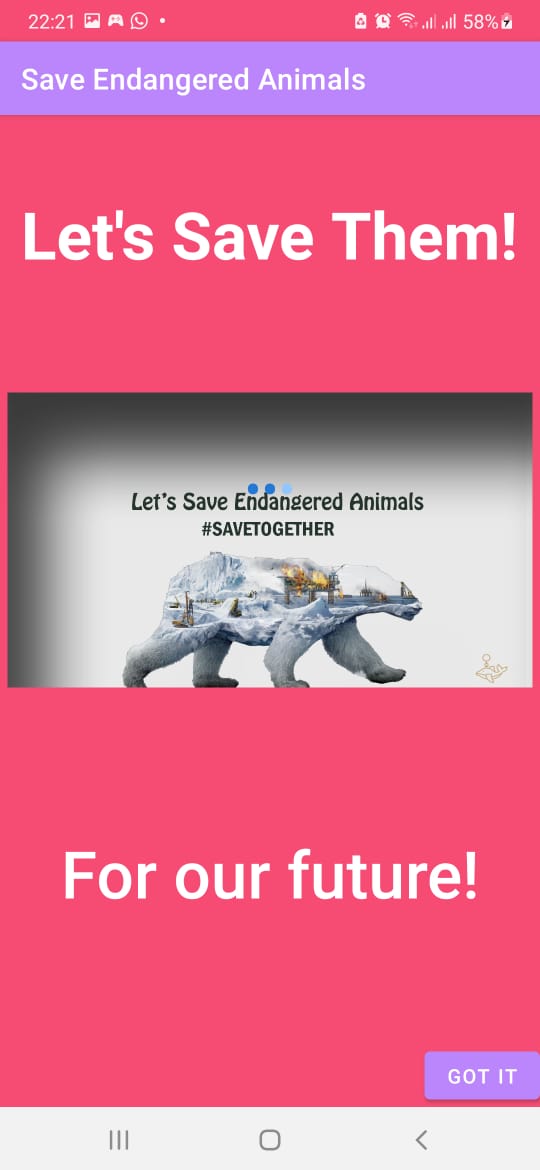 22:21
58%
Save Endangered Animals
Let's Save Them!
Let's Save Endangered Animals
#SAVETOGETHER
For our future!
GOT IT